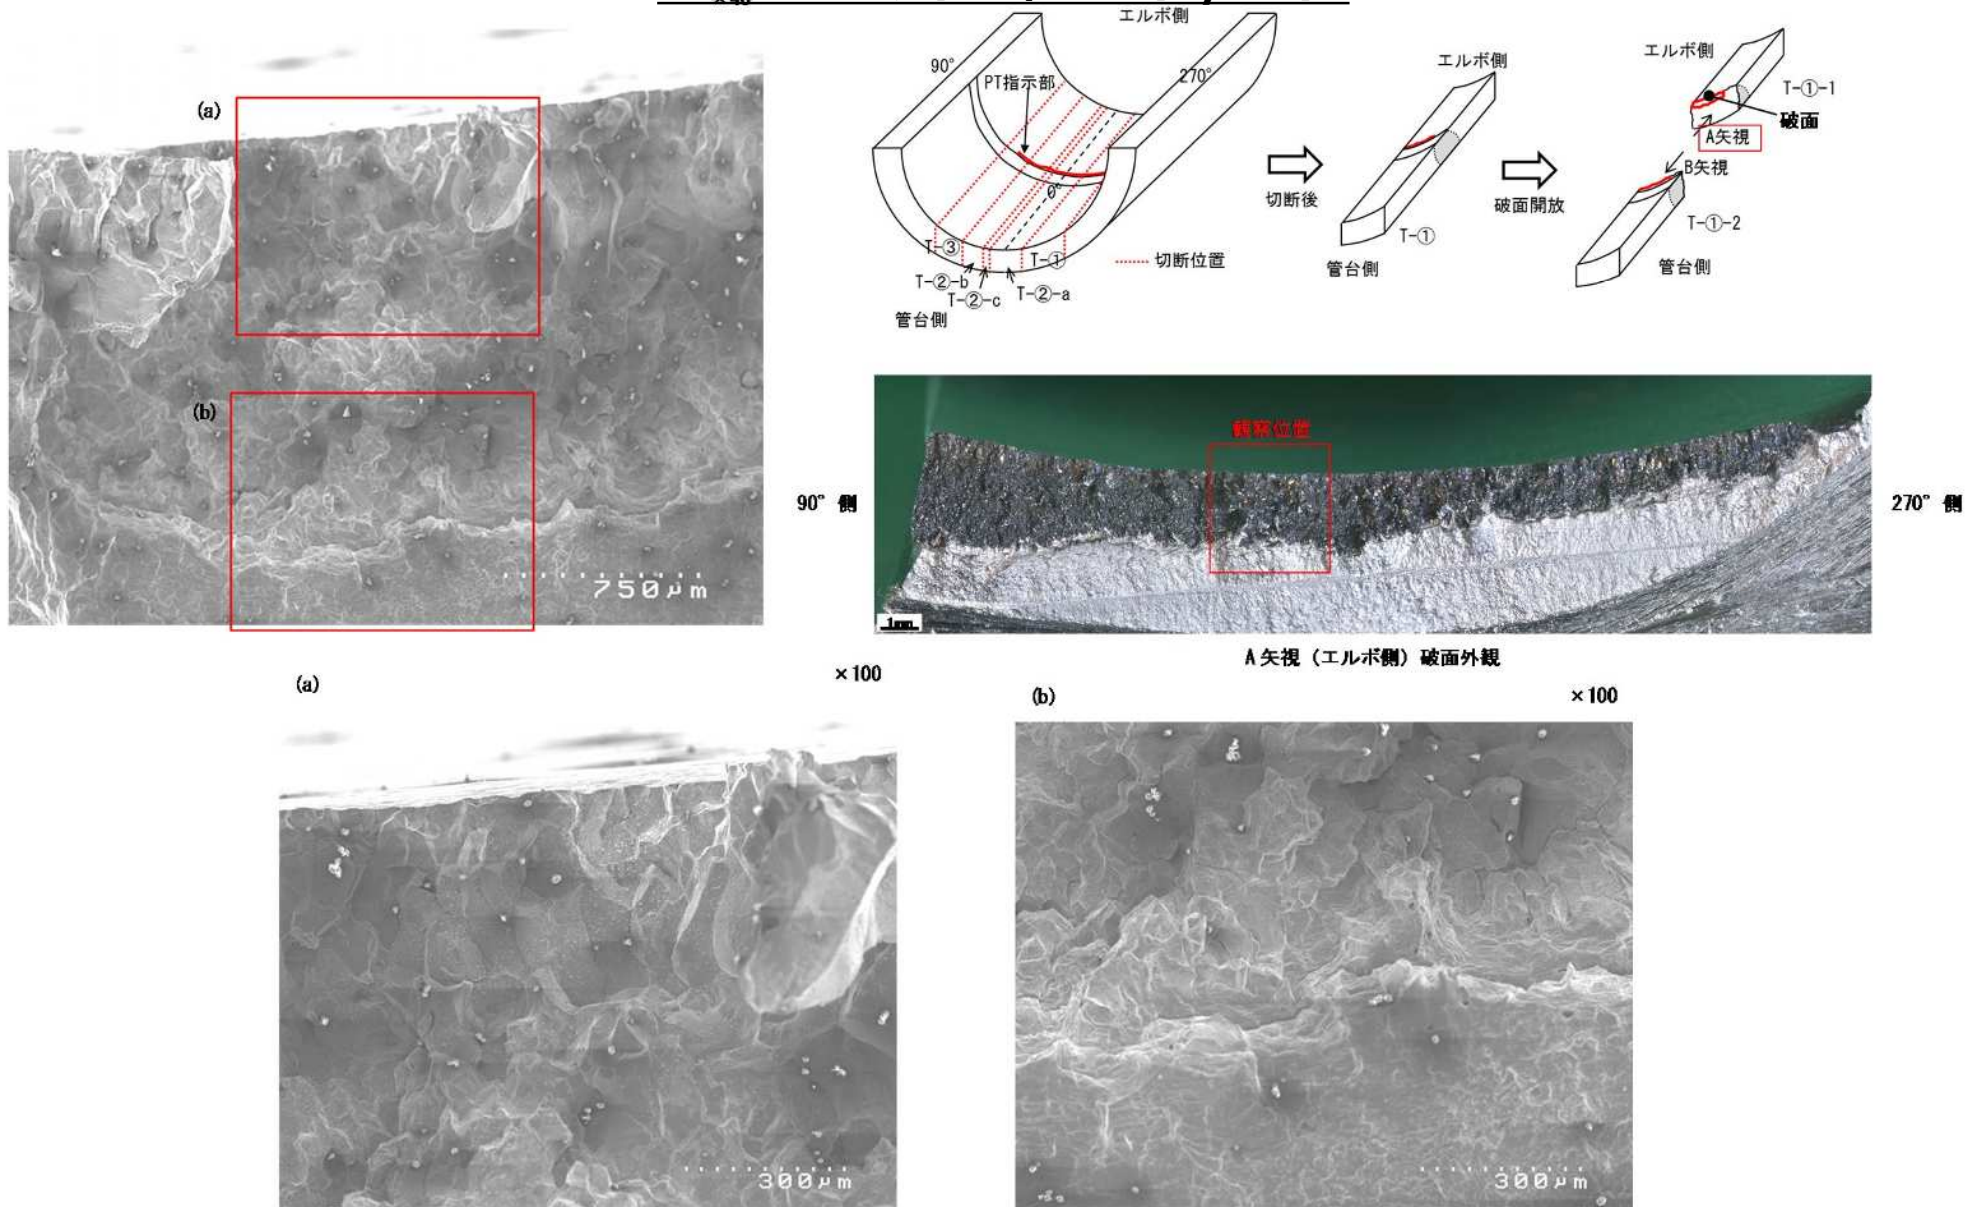 ×40
(a)
(b)
750μm
エルボ側
90°
270°
PT指示部
0°
T-③
T-①
T-②-b
T-②-c
T-②-a
管台側
切断位置
切断後
エルボ側
T-①
管台側
破面開放
エルボ側
T-①-1
破面
A矢視
B矢視
T-①-2
管台側
観察位置
90°側
270°側
1mm
A矢視（エルボ側）破面外観
(a)
×100
300μm
(b)
×100
300μm